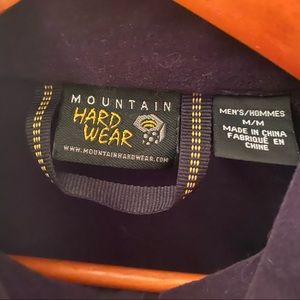 MOUNTAIN
HARD
WEAR
WWW.MOUNTAINHARDWEAR.COM
MEN'S/HOMMES
M/M
MADE IN CHINA
FABRIQUÉ EN
CHINE